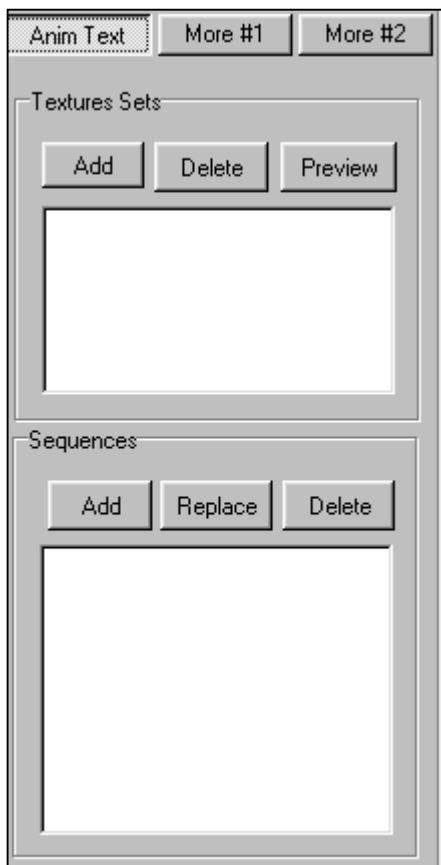 Anim Text More #1 More #2
Textures Sets
Add Delete Preview
Sequences
Add Replace Delete